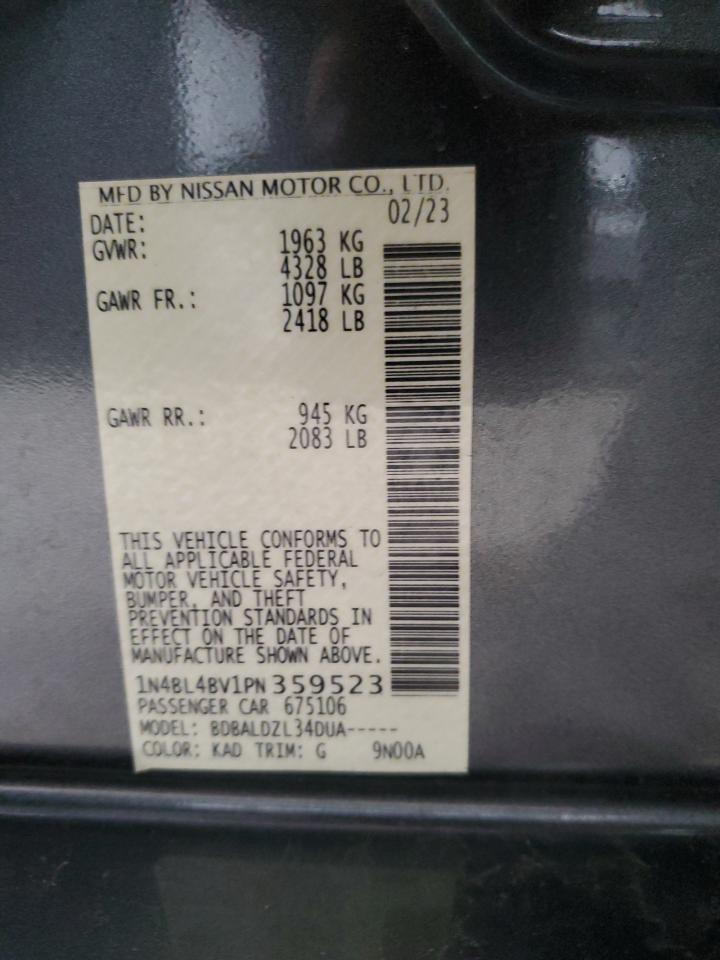 MFD BY NISSAN MOTOR CO., LTD.
DATE: 02/23
GVWR: 1963 KG
4328 LB
GAWR FR.: 1097 KG
2418 LB
GAWR RR.: 945 KG
2083 LB
THIS VEHICLE CONFORMS TO
ALL APPLICABLE FEDERAL
MOTOR VEHICLE SAFETY,
BUMPER, AND THEFT
PREVENTION STANDARDS IN
EFFECT ON THE DATE OF
MANUFACTURE SHOWN ABOVE.
1N4BL4BV1PN359523
PASSENGER CAR 675106
MODEL: BDBALDZL34DUA-----
COLOR: KAD TRIM: G 9N00A